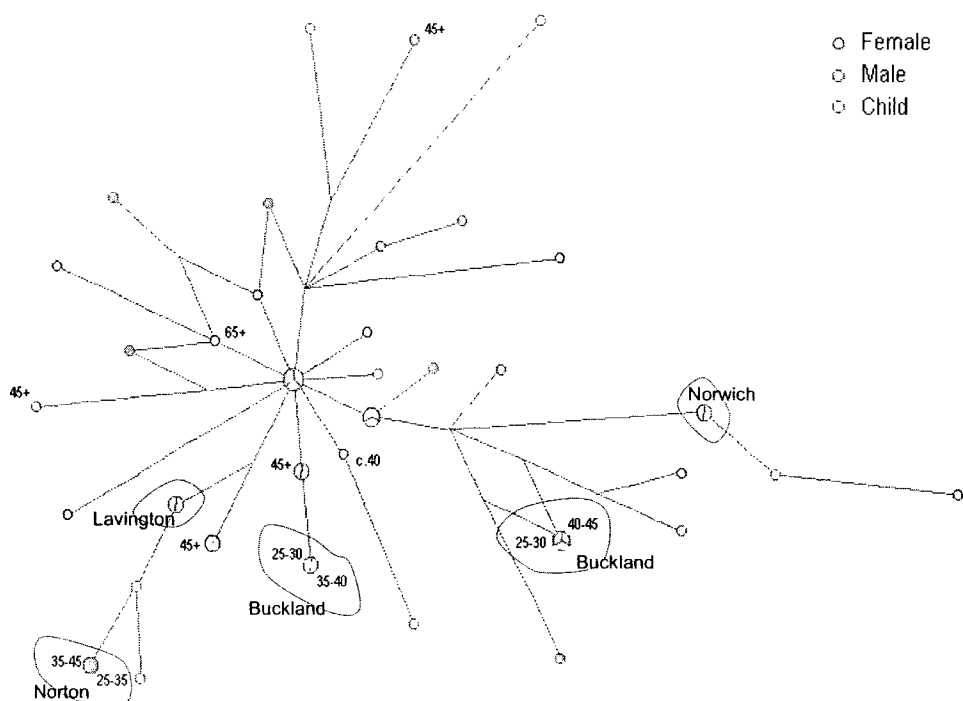 45+
Female
Male
Child
65+
45+
Norwich
c.40
45+
Lavington
45+
40-45
25-30
Buckland
25-30
35-40
Buckland
35-45
25-35
Norton